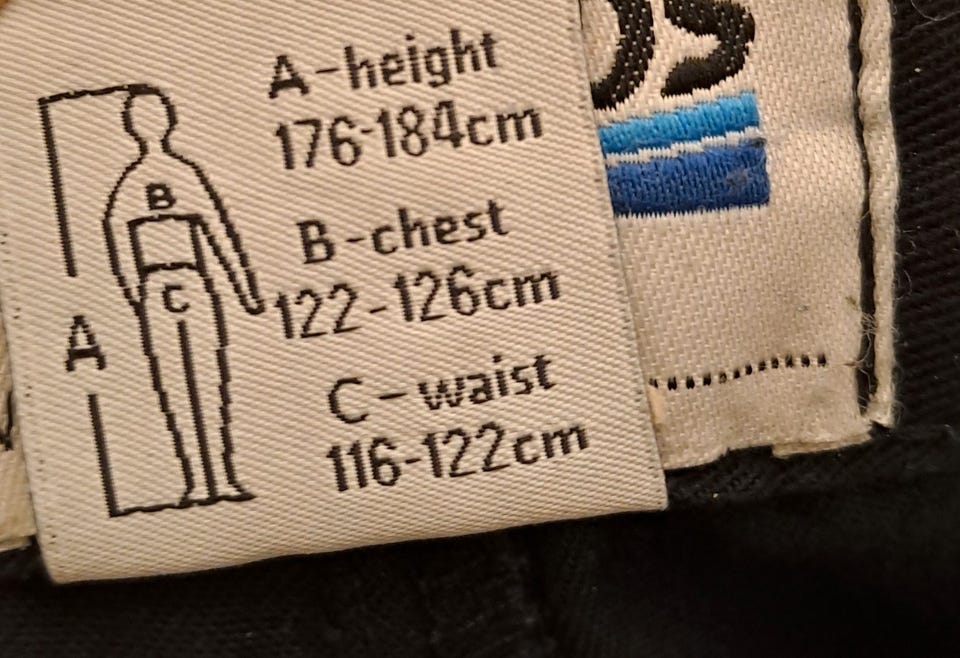 A-height
176-184cm
B
B-chest
122-126cm
C
A
C-waist
116-122cm